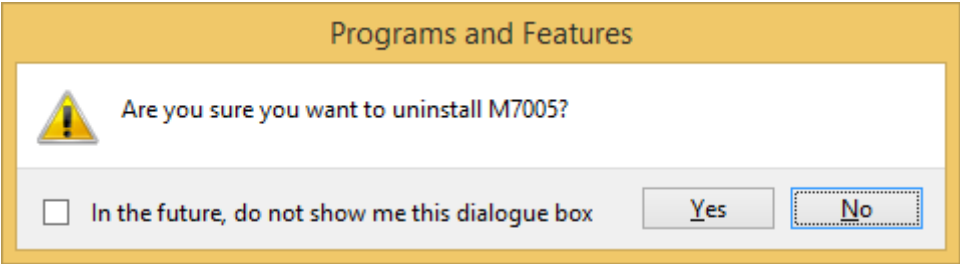 Programs and Features
Are you sure you want to uninstall M7005?
In the future, do not show me this dialogue box
Yes
No